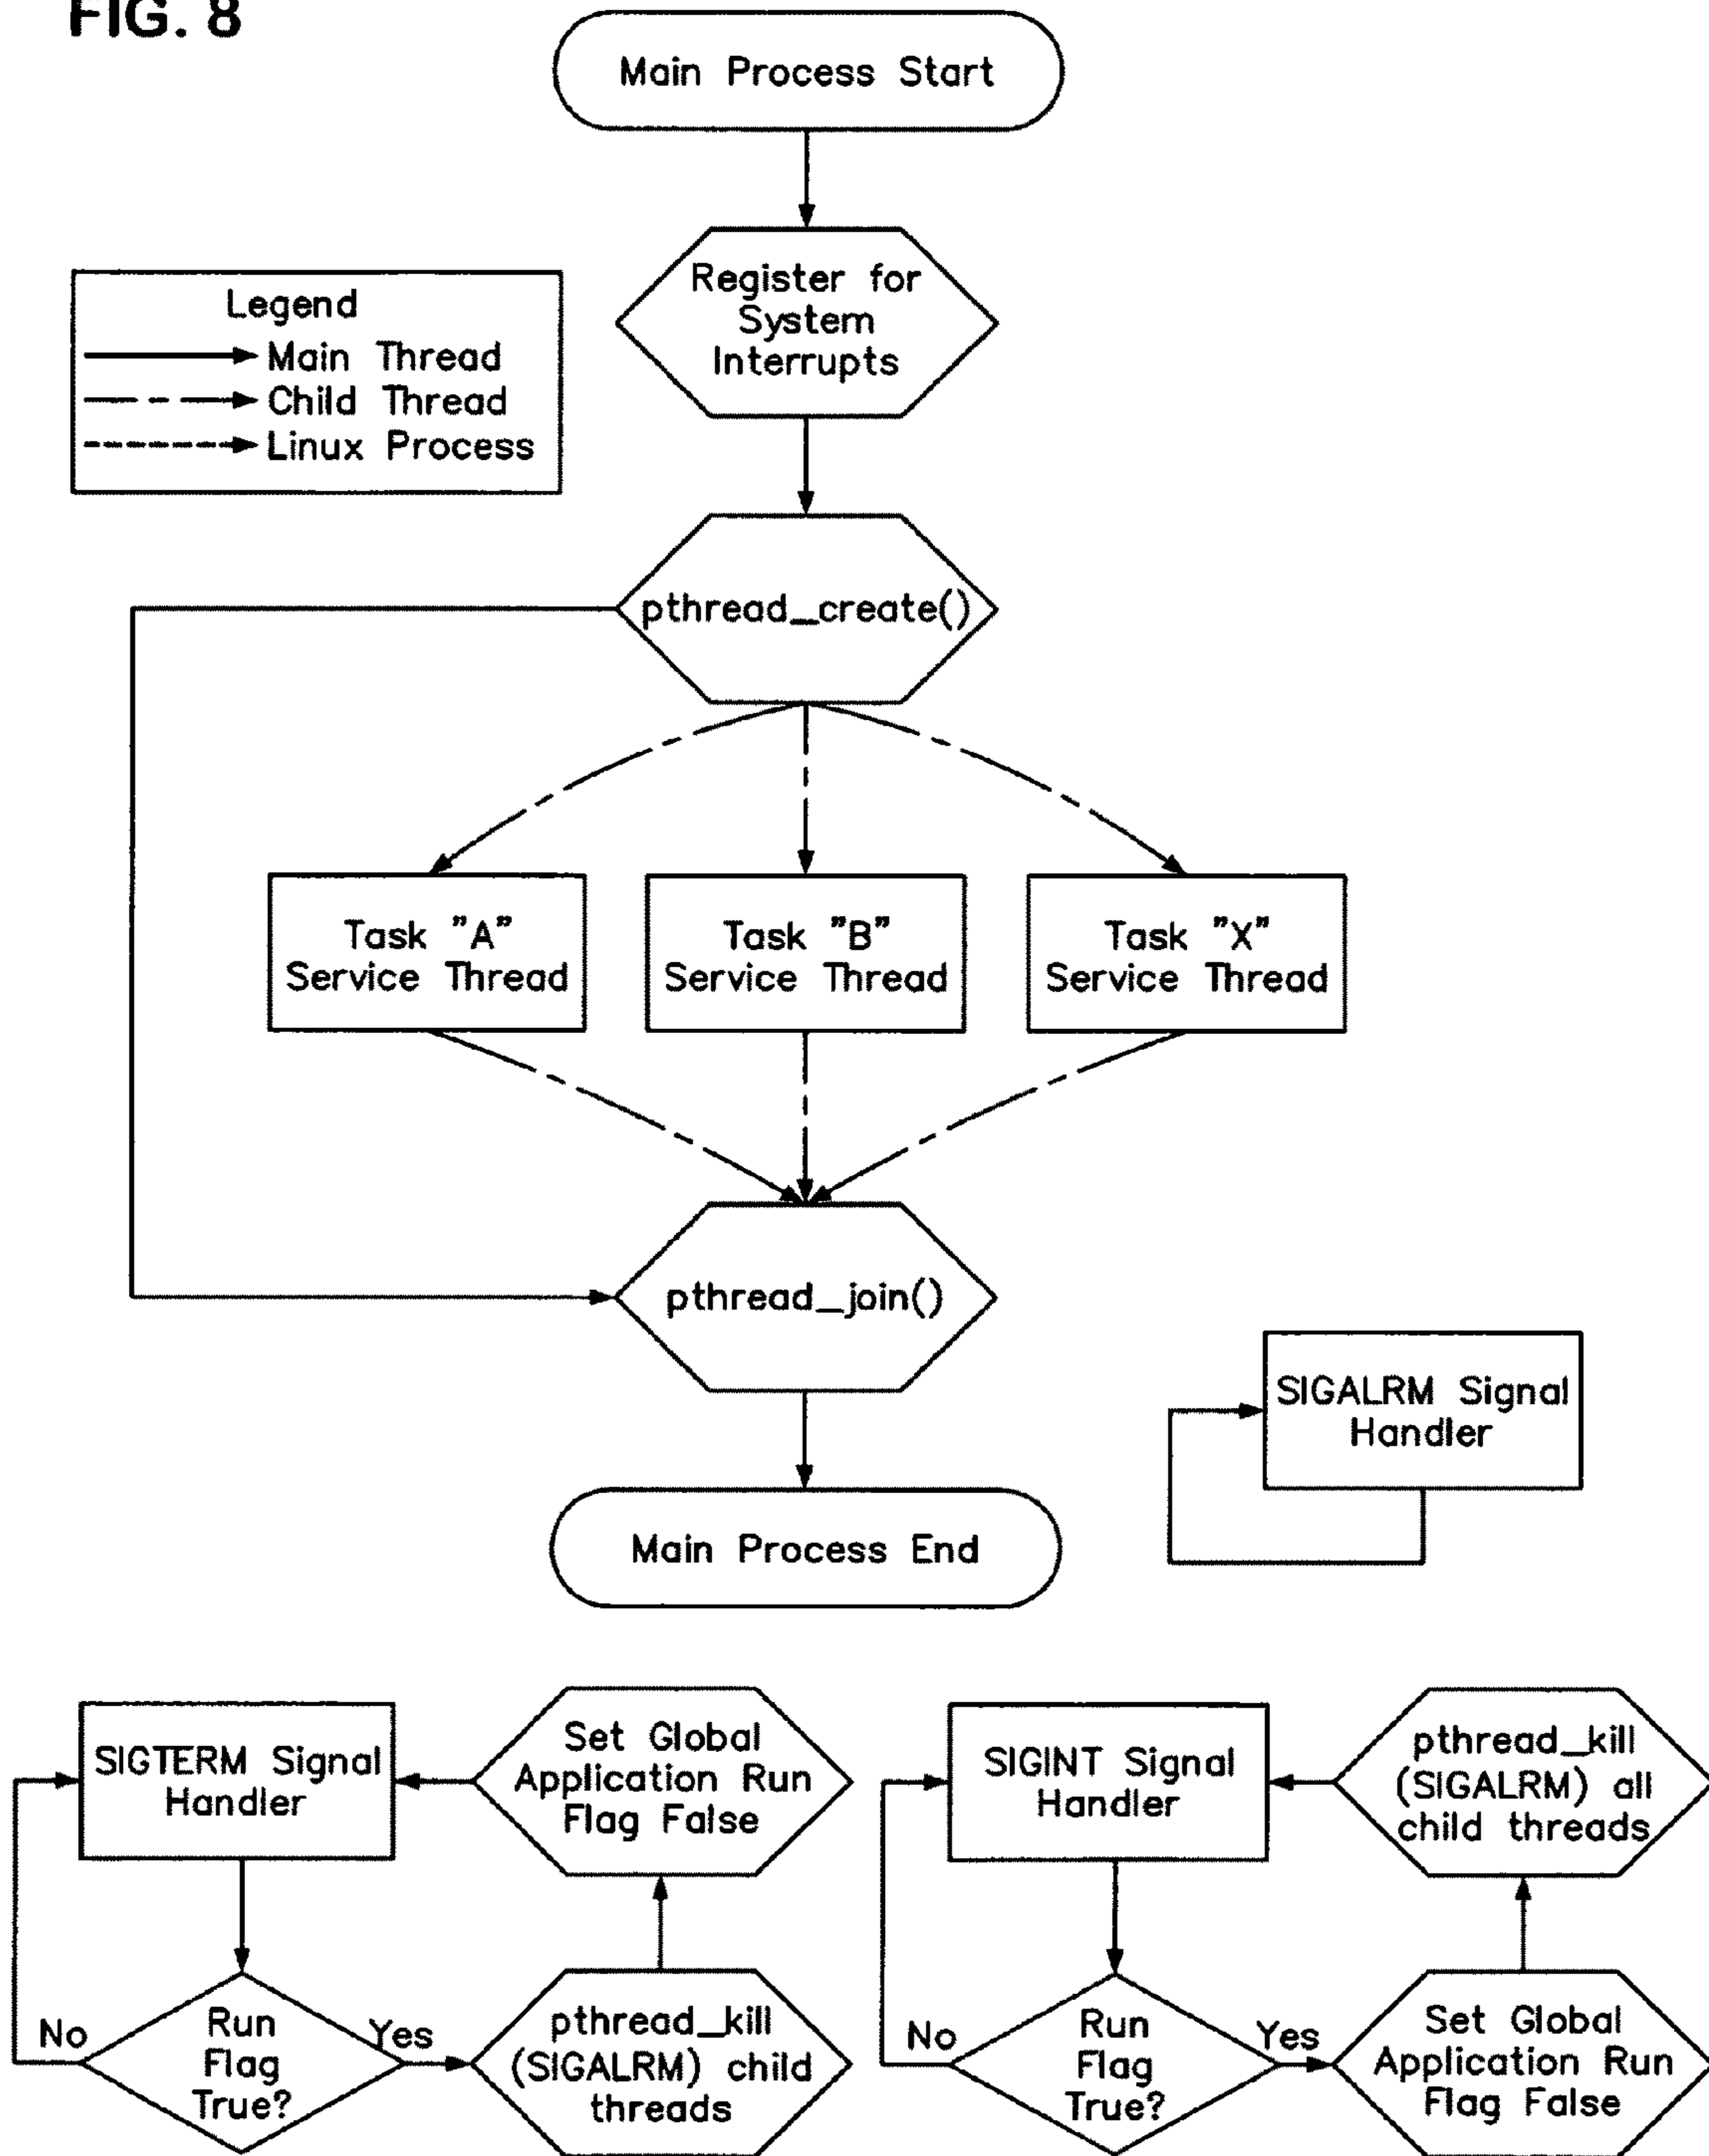 FIG. 8
Main Process Start
Register for
System
Interrupts
Legend
Main Thread
Child Thread
Linux Process
pthread_create()
Task "A"
Service Thread
Task "B"
Service Thread
Task "X"
Service Thread
pthread_join()
SIGALRM Signal
Handler
Main Process End
SIGTERM Signal
Handler
Set Global
Application Run
Flag False
No
Run
Flag
True?
Yes
pthread_kill
(SIGALRM) child
threads
SIGINT Signal
Handler
pthread_kill
(SIGALRM) all
child threads
No
Run
Flag
True?
Yes
Set Global
Application Run
Flag False